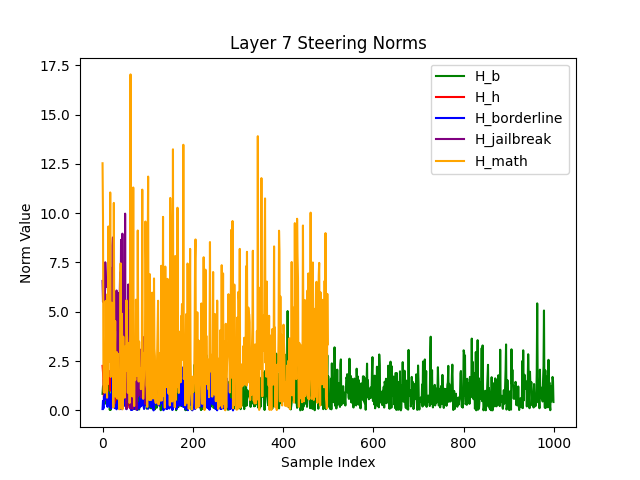 Layer 7 Steering Norms
17.5
15.0
12.5
10.0
7.5
5.0
2.5
0.0
Norm Value
H_b
H_h
H_borderline
H_jailbreak
H_math
0 200 400 600 800 1000
Sample Index